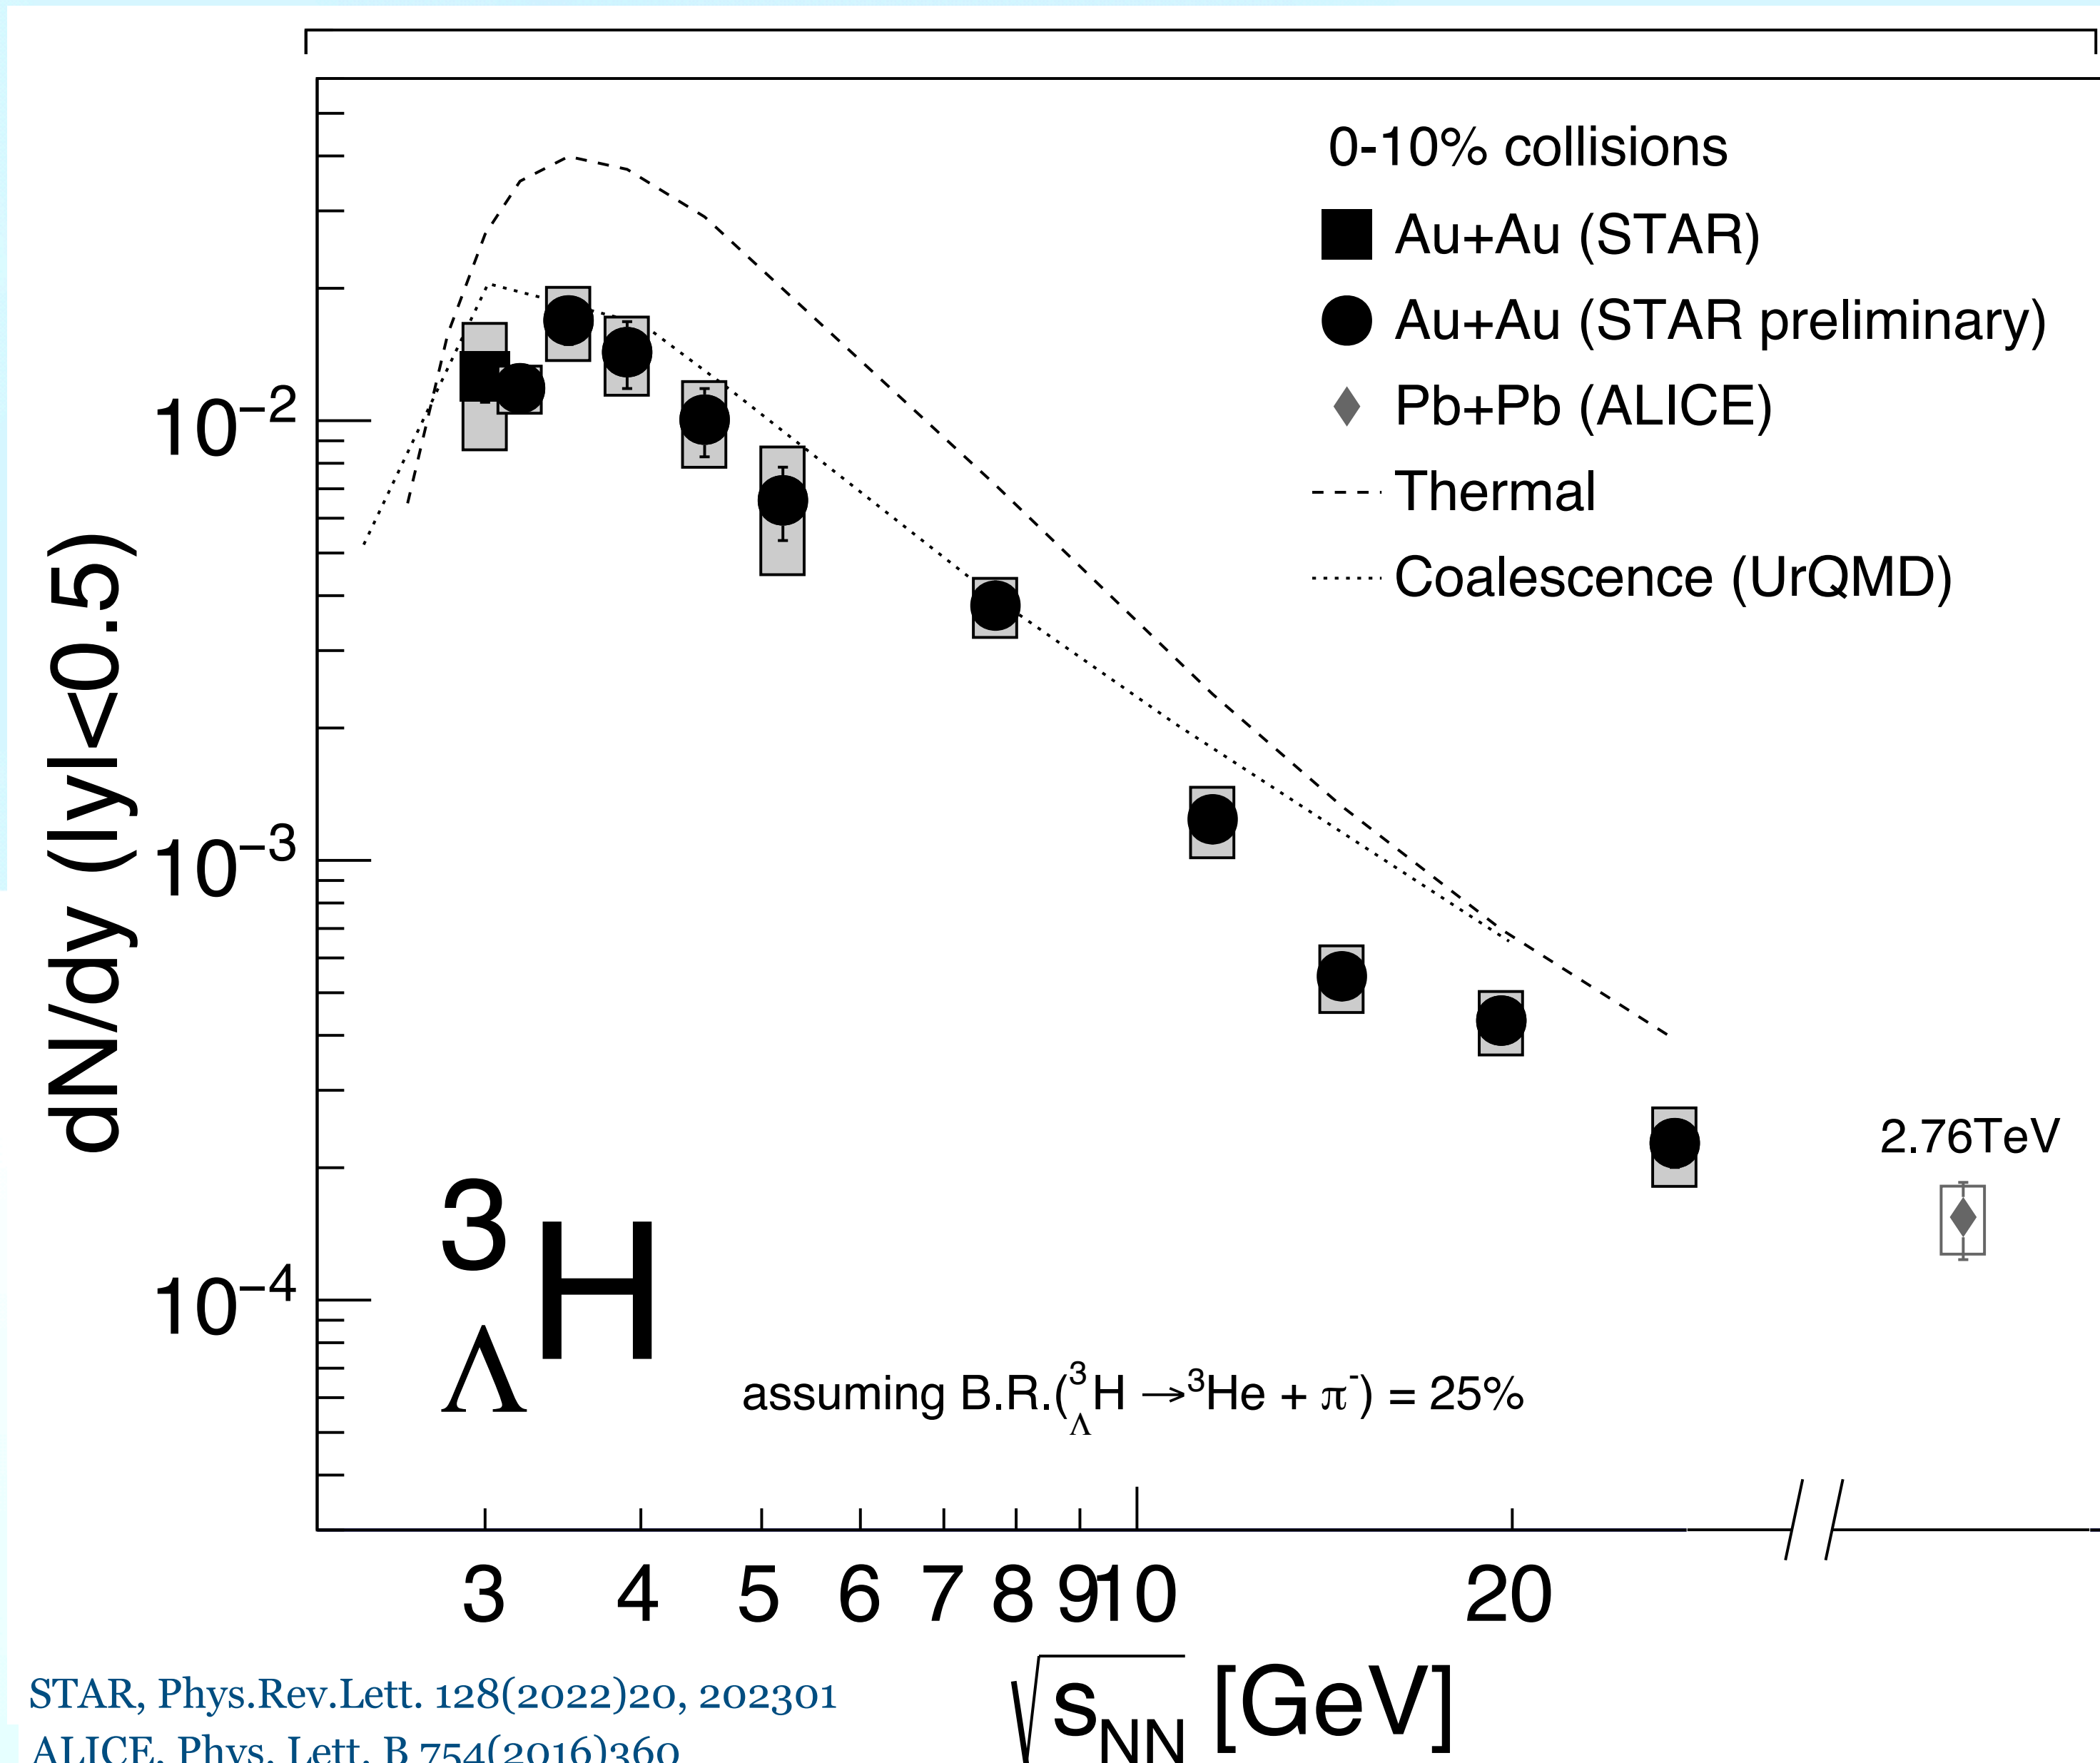 0-10% collisions
Au+Au (STAR)
Au+Au (STAR preliminary)
Pb+Pb (ALICE)
Thermal
Coalescence (UrQMD)
10⁻²
10⁻³
10⁻⁴
dN/dy (|y|<0.5)
2.76TeV
³ΛH
assuming B.R.(³ΛH → ³He + π⁻) = 25%
3 4 5 6 7 8 9 10 20
√sNN [GeV]
STAR, Phys.Rev.Lett. 128(2022)20, 202301
ALICE, Phys. Lett. B 754(2016)360